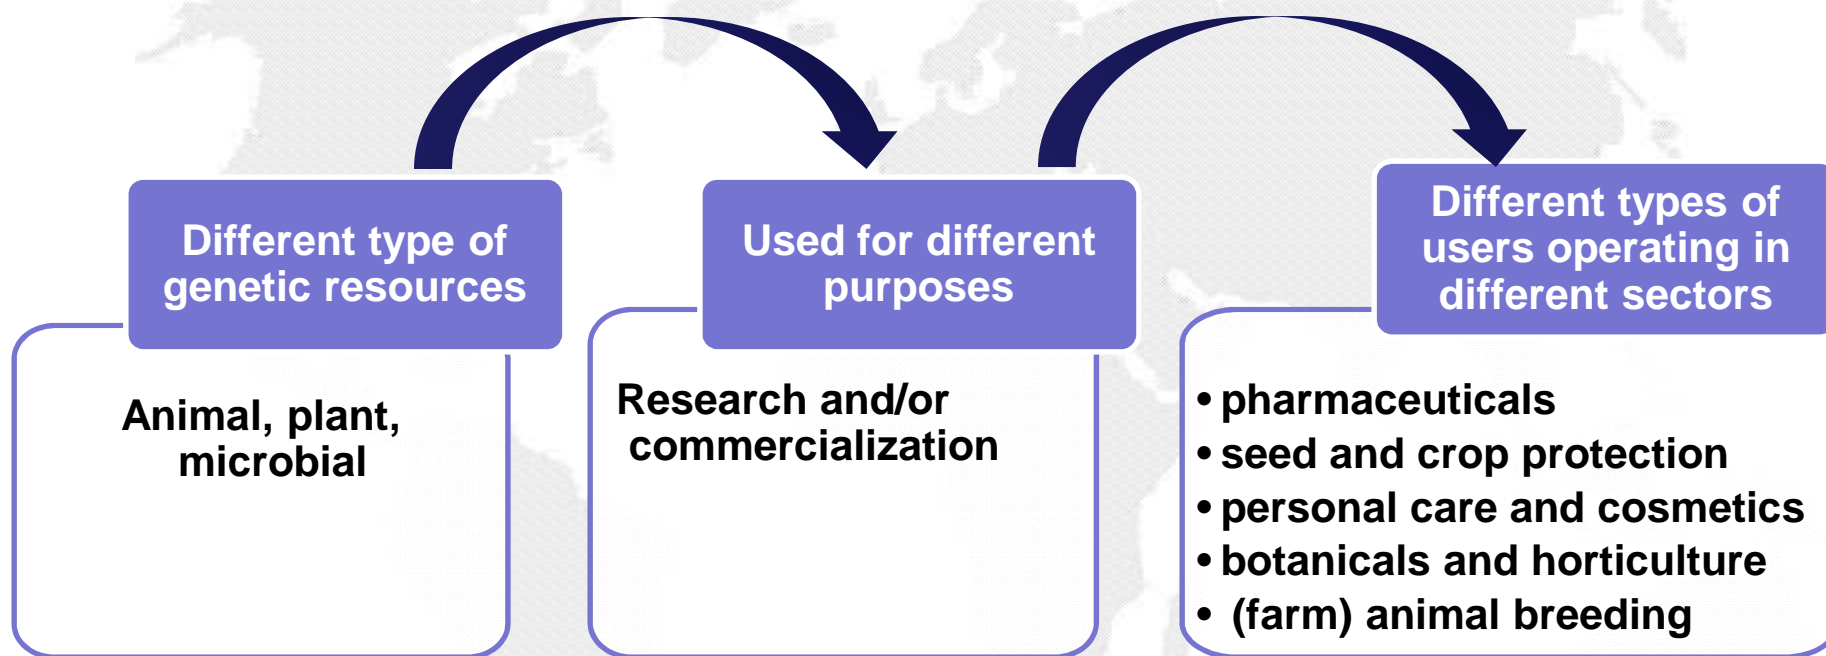 Different type of
genetic resources
Animal, plant,
microbial
Used for different
purposes
Research and/or
commercialization
Different types of
users operating in
different sectors
• pharmaceuticals
• seed and crop protection
• personal care and cosmetics
• botanicals and horticulture
• (farm) animal breeding